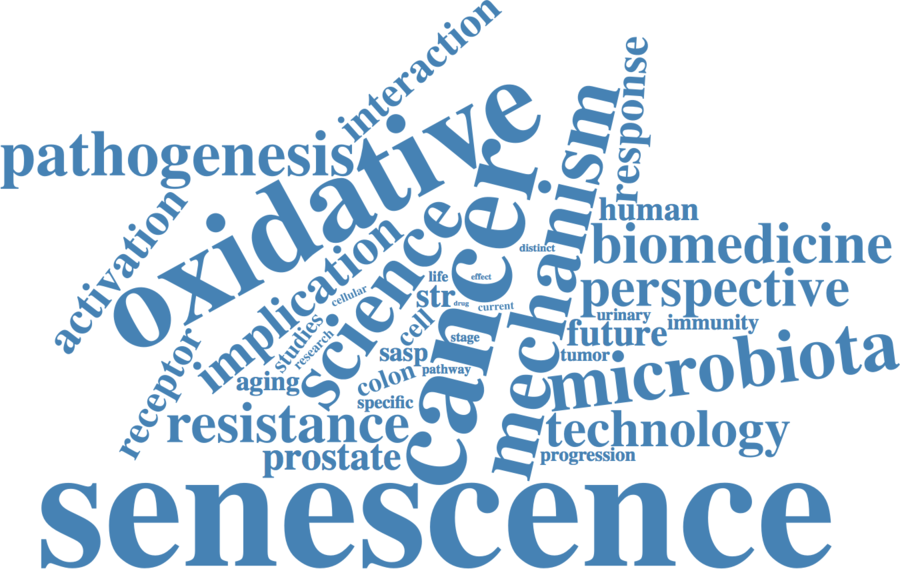 interaction
response
oxidative
pathogenesis
mechanism
cancer
activation
science
human
implication
biomedicine
distinct
life
effect
perspective
cellular
str
drug
current
urinary
immunity
studies
cell
future
research
stage
sasp
tumor
microbiota
receptor
aging
colon
pathway
specific
resistance
technology
prostate
progression
senescence